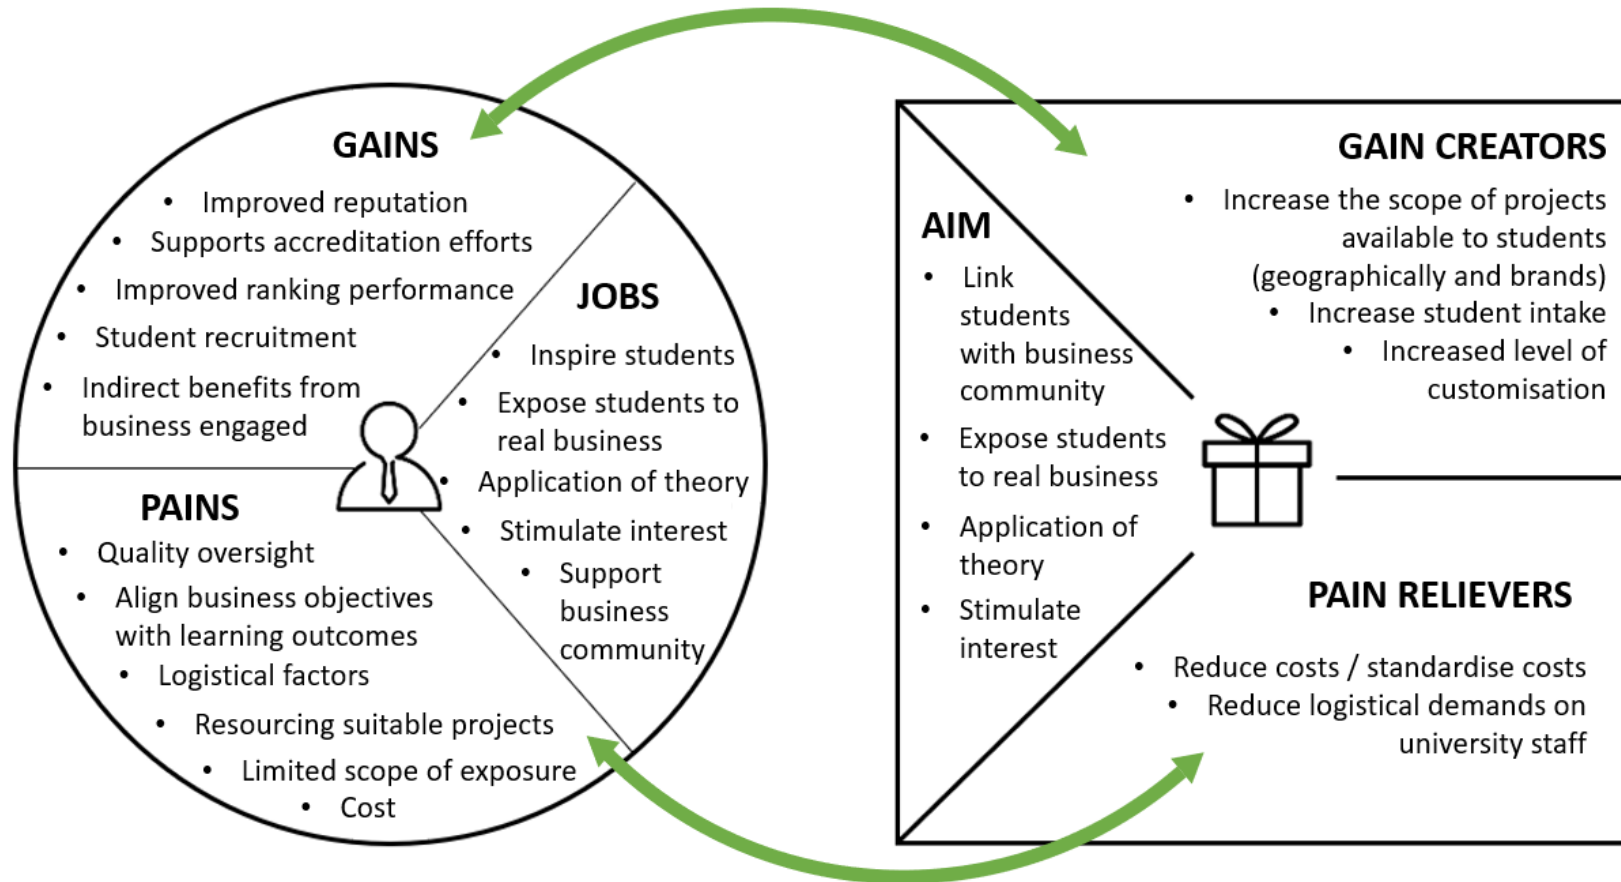 GAINS
• Improved reputation
• Supports accreditation efforts
• Improved ranking performance
• Student recruitment
• Indirect benefits from
business engaged
JOBS
• Inspire students
• Expose students to
real business
• Application of theory
• Stimulate interest
• Support
business
community
PAINS
• Quality oversight
• Align business objectives
with learning outcomes
• Logistical factors
• Resourcing suitable projects
• Limited scope of exposure
• Cost
AIM
• Link
students
with business
community
• Expose students
to real business
• Application of
theory
• Stimulate
interest
GAIN CREATORS
• Increase the scope of projects
available to students
(geographically and brands)
• Increase student intake
• Increased level of
customisation
PAIN RELIEVERS
• Reduce costs / standardise costs
• Reduce logistical demands on
university staff